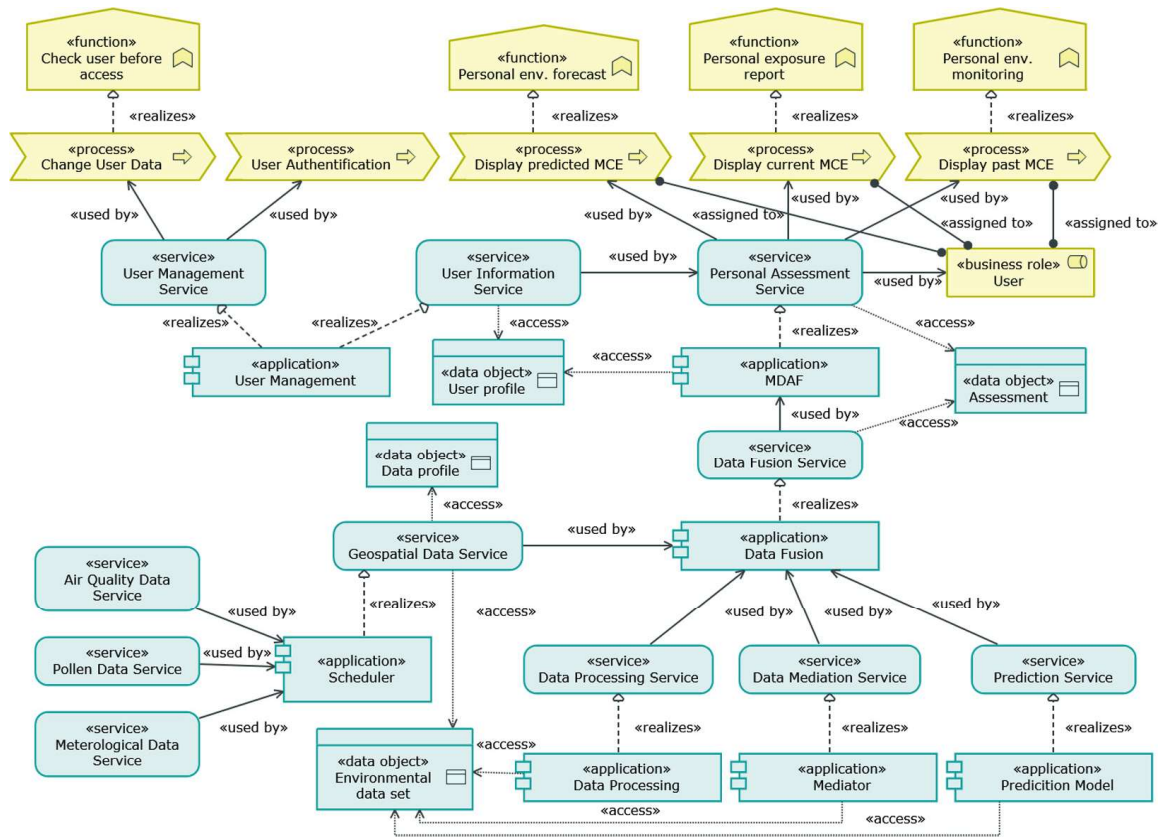 «function»
Check user before
access
«function»
Personal env. forecast
«function»
Personal exposure
report
«function»
Personal env.
monitoring
«realizes»
«realizes»
«realizes»
«realizes»
«process»
Change User Data
«process»
User Authentification
«process»
Display predicted MCE
«process»
Display current MCE
«process»
Display past MCE
«used by»
«used by»
«used by»
«assigned to»
«used by»
«used by»
«assigned to»
«assigned to»
«service»
User Management
Service
«service»
User Information
Service
«used by»
«service»
Personal Assessment
Service
«used by»
«business role»
User
«realizes»
«realizes»
«access»
«realizes»
«access»
«application»
User Management
«data object»
User profile
«access»
«application»
MDAF
«data object»
Assessment
«used by»
«access»
«data object»
Data profile
«service»
Data Fusion Service
«access»
«realizes»
«service»
Geospatial Data Service
«used by»
«application»
Data Fusion
«service»
Air Quality Data
Service
«realizes»
«access»
«used by»
«used by»
«used by»
«used by»
«service»
Pollen Data Service
«used by»
«application»
Scheduler
«service»
Data Processing Service
«service»
Data Mediation Service
«service»
Prediction Service
«service»
Meterological Data
Service
«used by»
«realizes»
«realizes»
«realizes»
«data object»
Environmental
data set
«access»
«application»
Data Processing
«application»
Mediator
«application»
Predicition Model
«access»
«access»